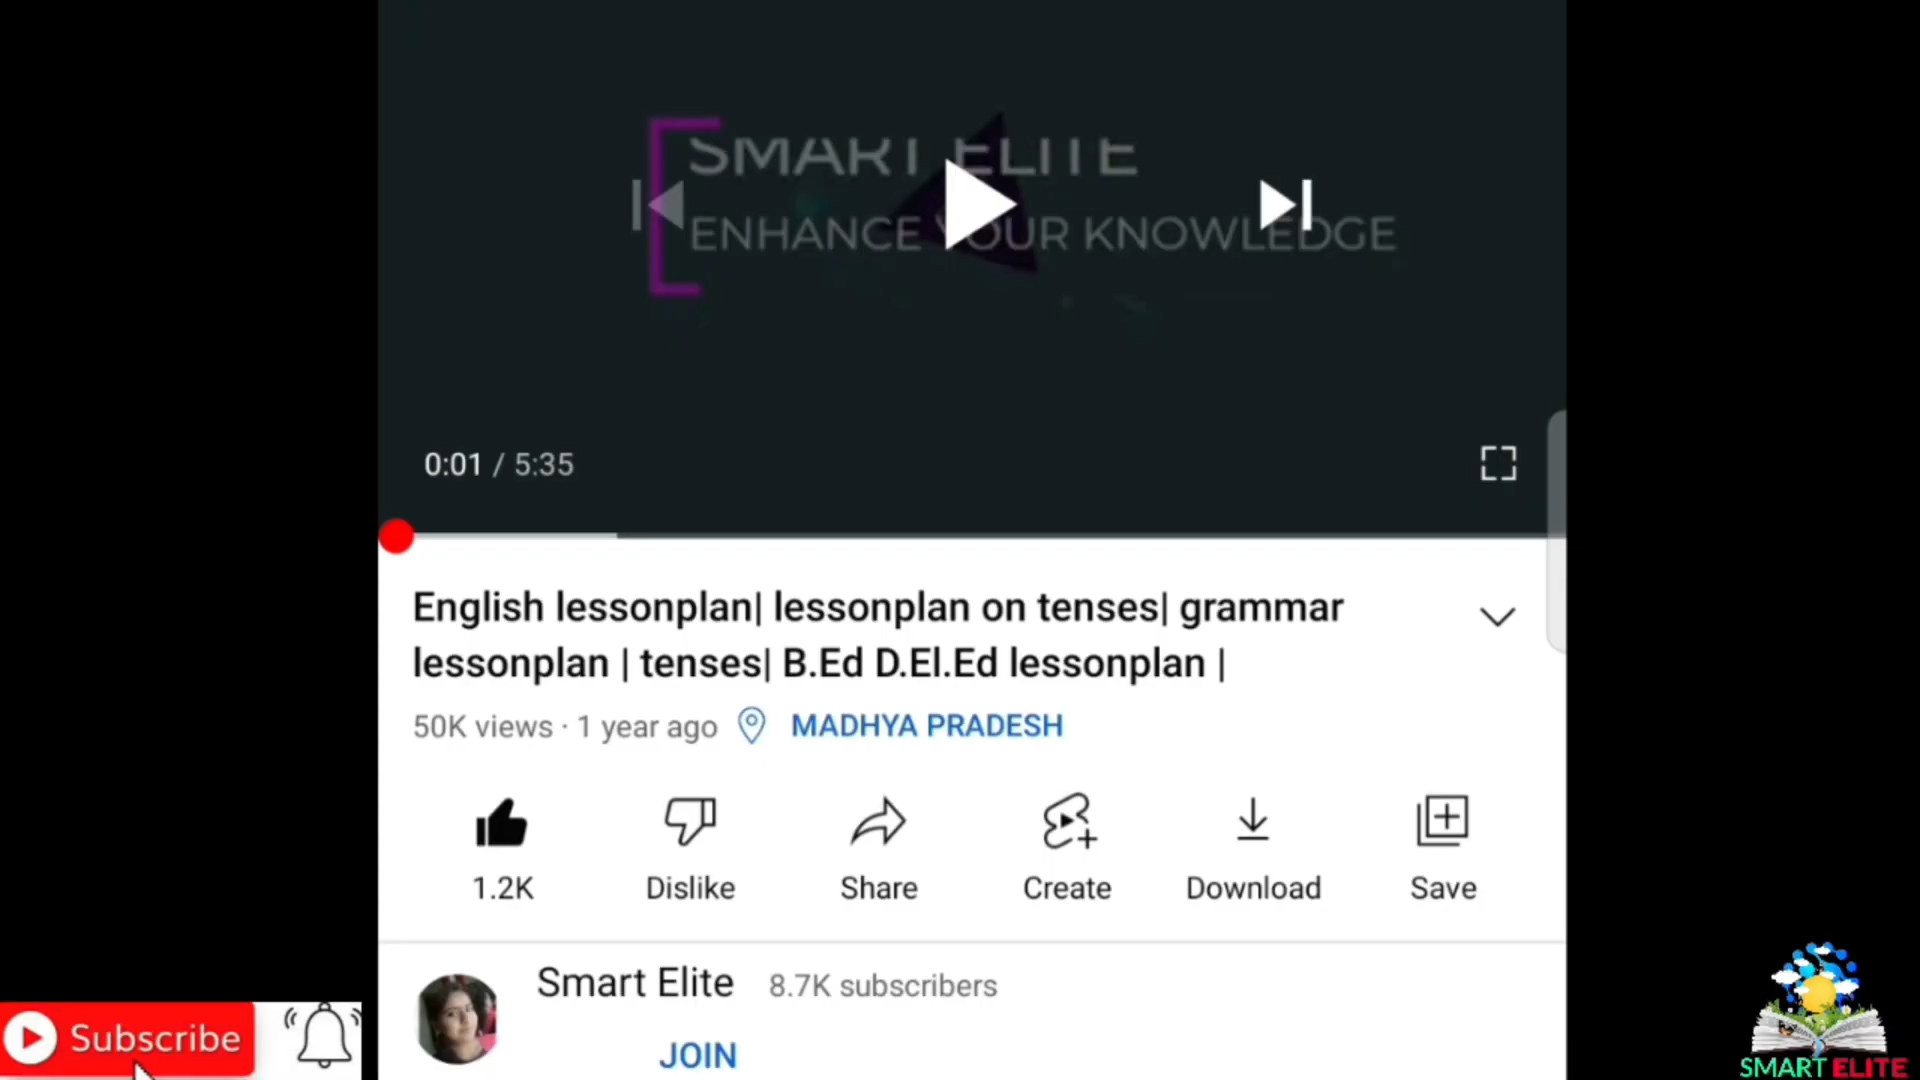 SMART ELITE
ENHANCE YOUR KNOWLEDGE
0:01 / 5:35
English lessonplan| lessonplan on tenses| grammar
lessonplan | tenses| B.Ed D.El.Ed lessonplan |
50K views · 1 year ago MADHYA PRADESH
1.2K Dislike Share Create Download Save
Smart Elite 8.7K subscribers
JOIN
Subscribe
SMART ELITE